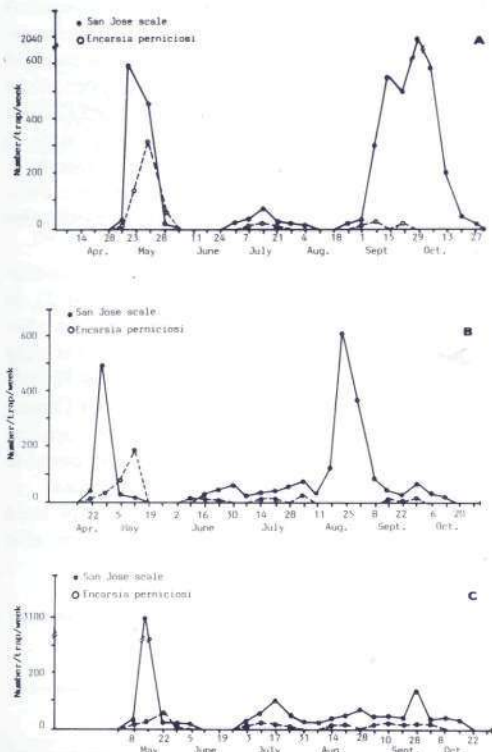 San Jose scale
Encarsia perniciosi
A
2040
600
400
200
0
Number/trap/week
14 28 23 11 24 7 21 4 18 1 15 29 13 27
Apr. May June July Aug. Sept Oct.
San Jose scale
Encarsia perniciosi
B
600
400
200
0
Number/trap/week
22 5 19 2 16 30 14 28 11 25 8 22 6 20
Apr. May June July Aug. Sept. Oct.
San Jose scale
Encarsia perniciosi
C
1100
200
0
Number/trap/week
8 22 5 19 3 17 31 14 28 11 28 8 22
May June July Aug Sept Oct